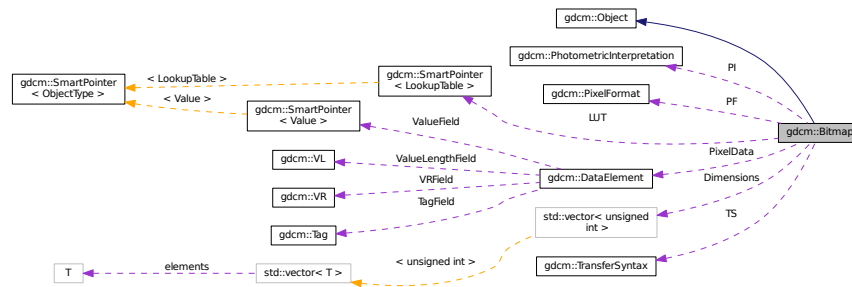 gdcm::Object
gdcm::PhotometricInterpretation
PI
gdcm::SmartPointer
< ObjectType >
< LookupTable >
gdcm::SmartPointer
< LookupTable >
gdcm::PixelFormat
PF
< Value >
gdcm::SmartPointer
< Value >
ValueField
LUT
gdcm::Bitmap
gdcm::VL
ValueLengthField
PixelData
gdcm::DataElement
VRField
Dimensions
gdcm::VR
TagField
std::vector< unsigned
int >
TS
gdcm::Tag
< unsigned int >
T
elements
std::vector< T >
gdcm::TransferSyntax